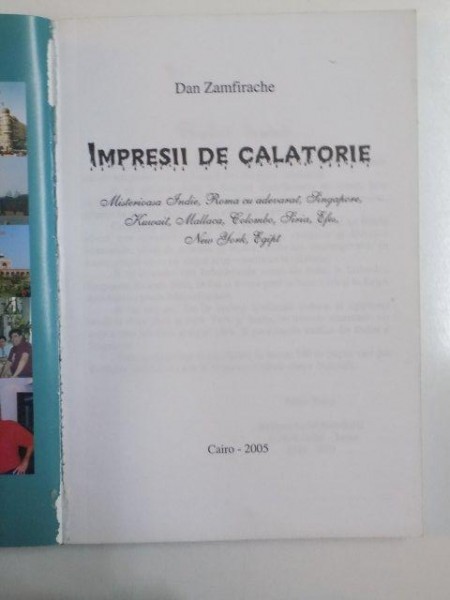 Dan Zamfirache
IMPRESII DE CALATORIE
Misterioasa Indie, Roma cu adevarat, Singapore,
Kuwait, Mallaca, Colombo, Siria, Efes,
New York, Egipt
Cairo - 2005